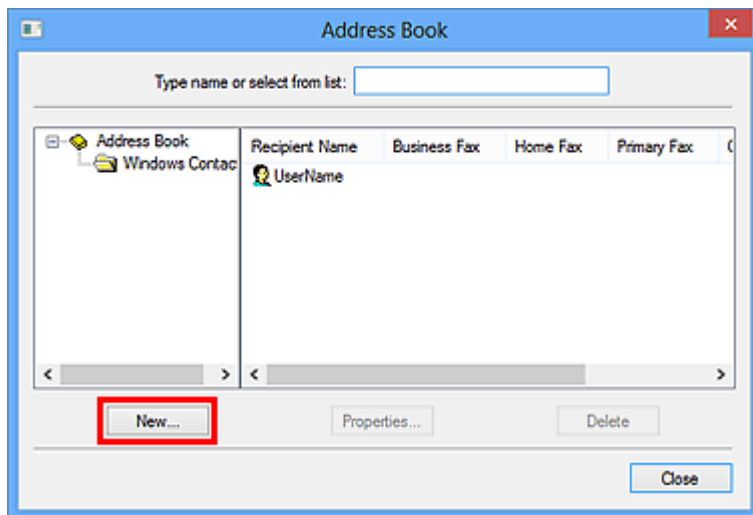 Address Book
Type name or select from list:
Address Book
Windows Contac
Recipient Name Business Fax Home Fax Primary Fax
UserName
New... Properties... Delete
Close